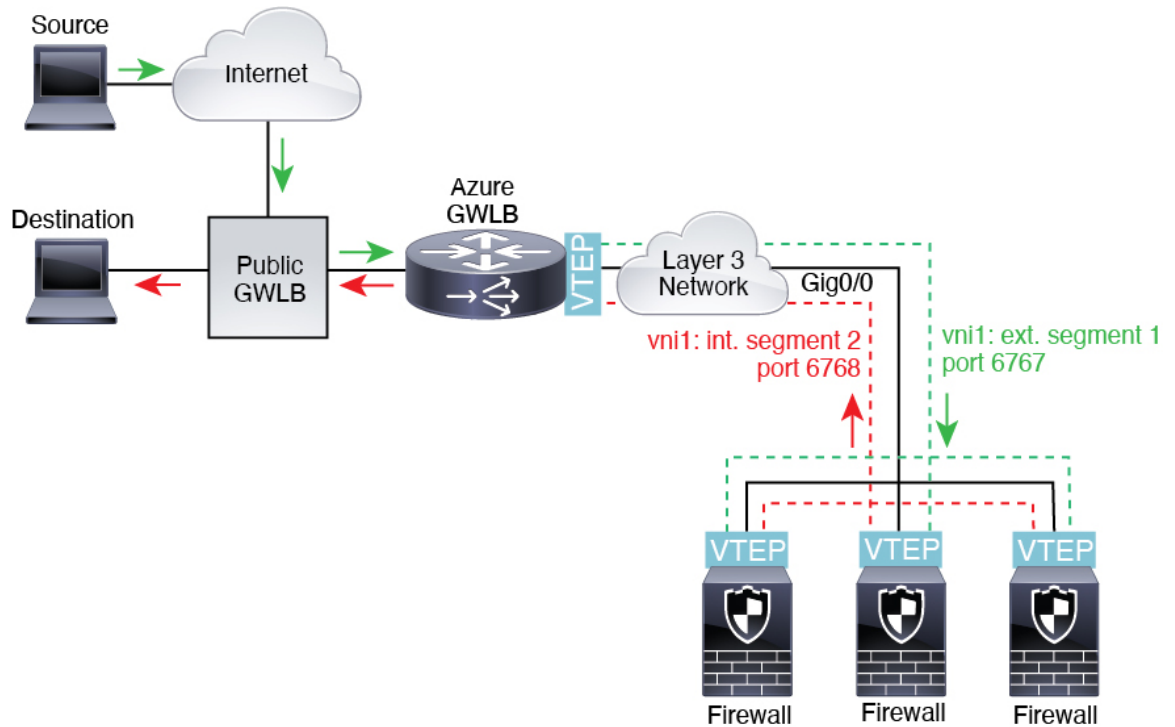 Source
Internet
Azure
GWLB
Destination
Public
GWLB
VTEP
Layer 3
Network
Gig0/0
vni1: int. segment 2
port 6768
vni1: ext. segment 1
port 6767
VTEP
VTEP
VTEP
Firewall
Firewall
Firewall